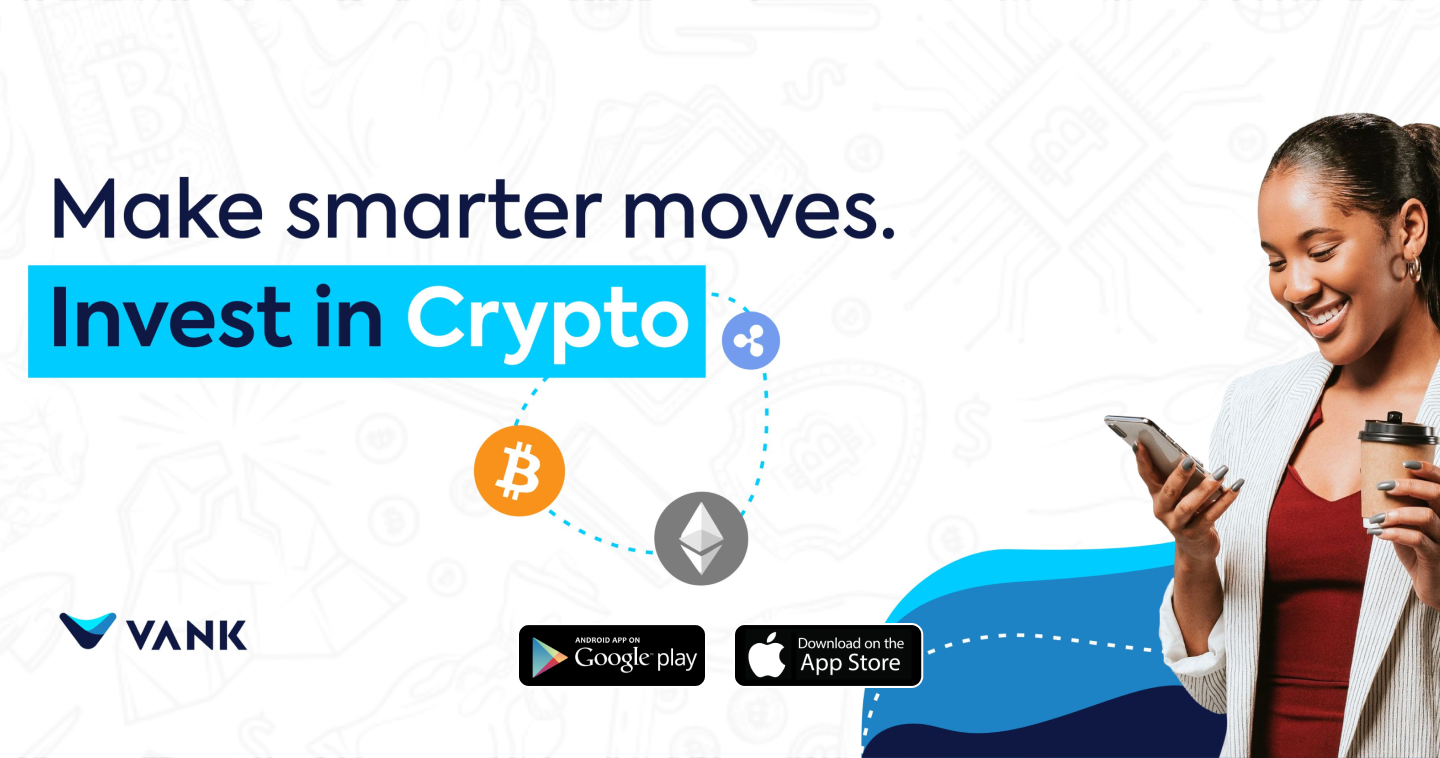 Make smarter moves.
Invest in Crypto
VANK
ANDROID APP ON
Google play
Download on the
App Store